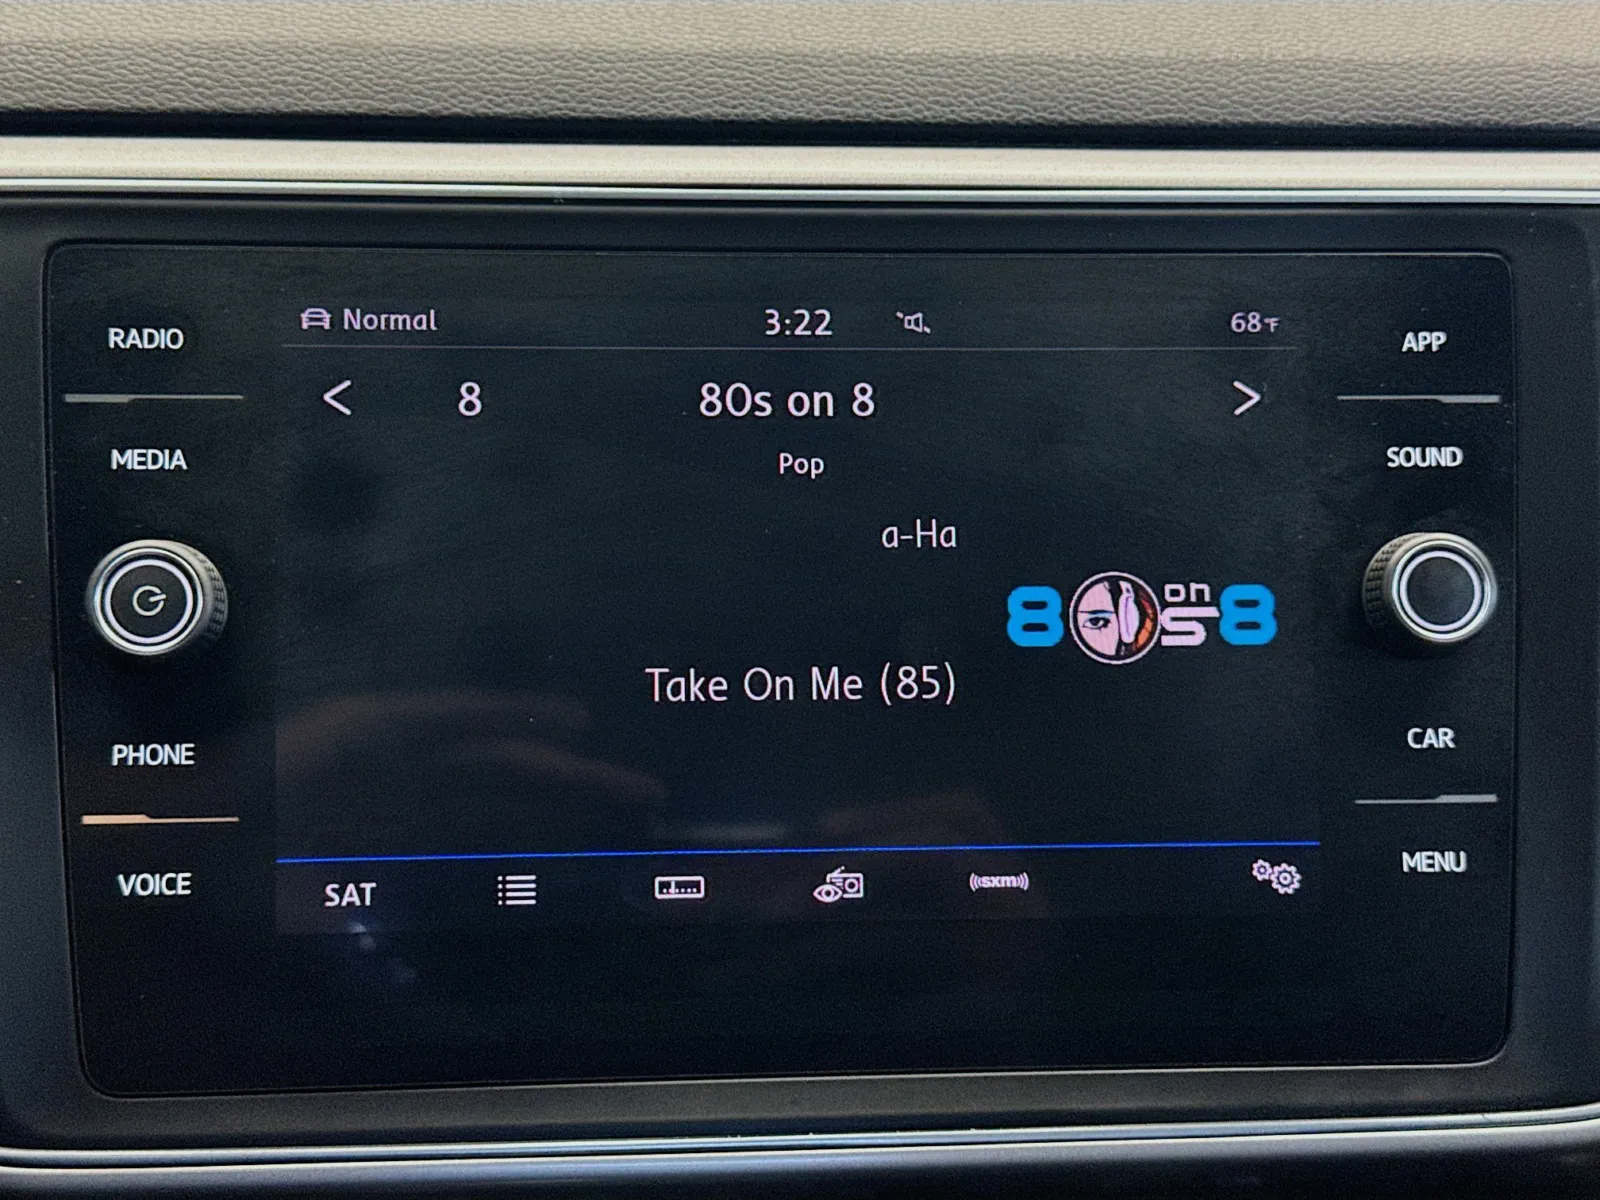 Normal 3:22 68°F
< 8 80s on 8 >
Pop
a-Ha
80s on 8
Take On Me (85)
SAT ((sxm))
RADIO
MEDIA
PHONE
VOICE
APP
SOUND
CAR
MENU